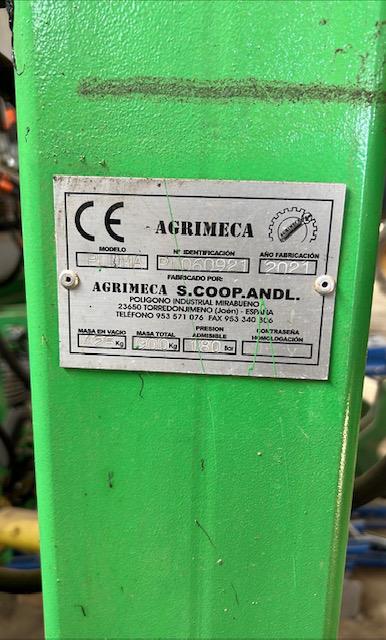 CE AGRIMECA AGRIMECA
MODELO Nº IDENTIFICACIÓN AÑO FABRICACIÓN
PLUMA 2021
FABRICADO POR:
AGRIMECA S.COOP.ANDL.
POLIGONO INDUSTRIAL MIRABUENO
23650 TORREDONJIMENO (Jaén) - ESPAÑA
TELÉFONO 953 571 076 FAX 953 340 306
MASA EN VACIO MASA TOTAL PRESION ADMISIBLE CONTRASEÑA HOMOLOGACIÓN
Kg Kg 180 Bar